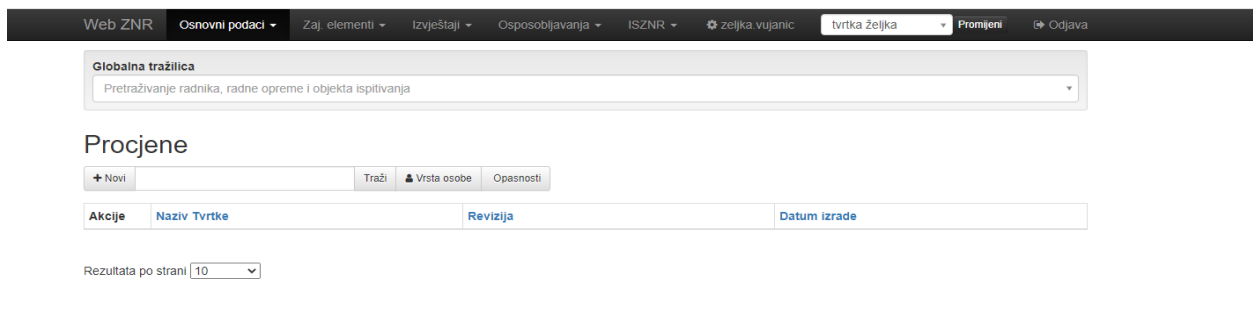 Web ZNR Osnovni podaci Zaj. elementi Izvještaji Osposobljavanja ISZNR zeljka.vujanic tvrtka željka Promijeni Odjava
Globalna tražilica
Pretraživanje radnika, radne opreme i objekta ispitivanja
Procjene
+ Novi Traži Vrsta osobe Opasnosti
Akcije Naziv Tvrtke Revizija Datum izrade
Rezultata po strani 10